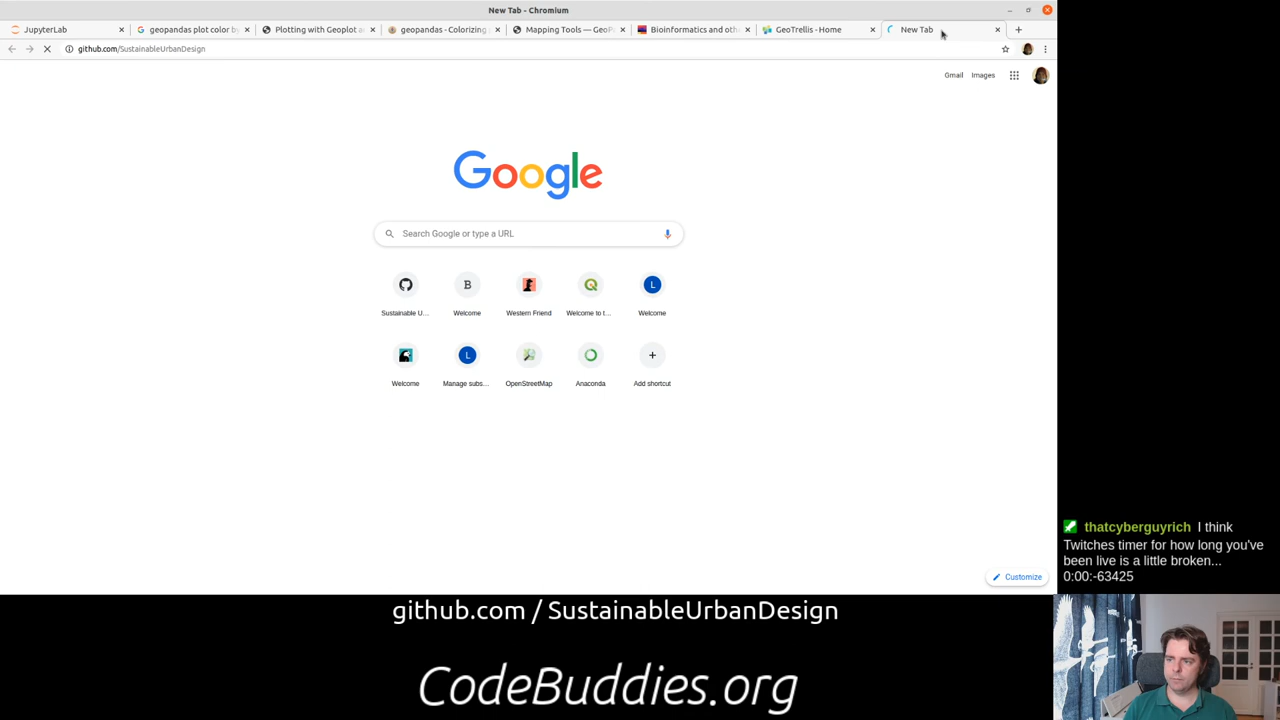 New Tab - Chromium
JupyterLab
geopandas plot color by
Plotting with Geoplot a
geopandas - Colorizing
Mapping Tools — GeoP
Bioinformatics and oth
GeoTrellis - Home
New Tab
github.com/SustainableUrbanDesign
Gmail Images
Google
Search Google or type a URL
B
L
Sustainable U...
Welcome
Western Friend
Welcome to t...
Welcome
L
Welcome
Manage subs...
OpenStreetMap
Anaconda
Add shortcut
Customize
thatcyberguyrich I think
Twitches timer for how long you've
been live is a little broken...
0:00:-63425
github.com / SustainableUrbanDesign
CodeBuddies.org